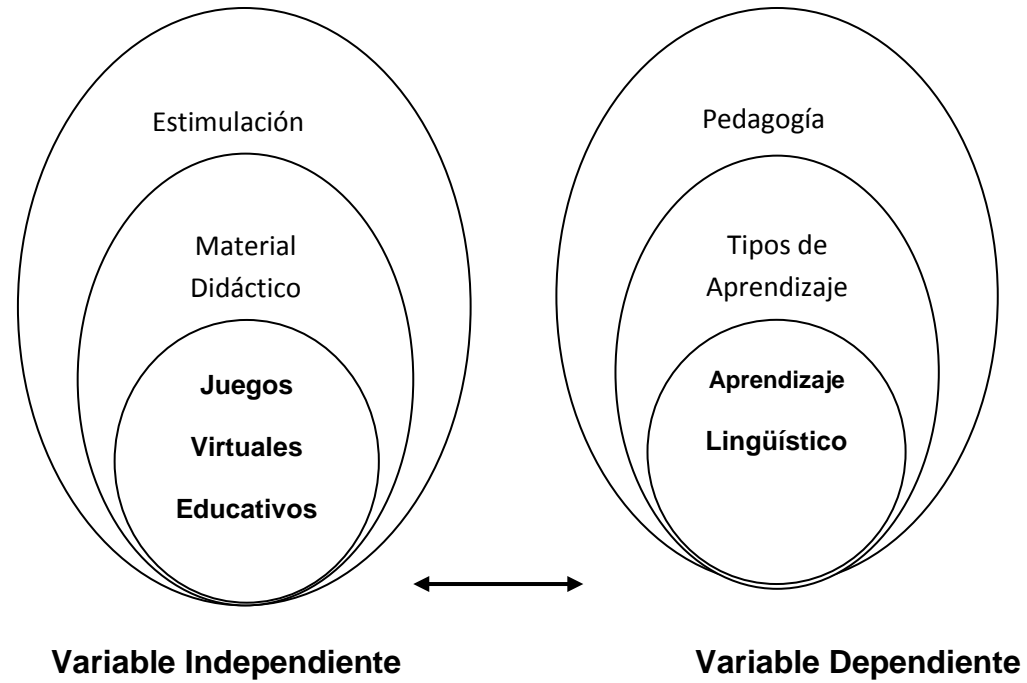 Estimulación
Material
Didáctico
Juegos
Virtuales
Educativos
Pedagogía
Tipos de
Aprendizaje
Aprendizaje
Lingüístico
Variable Independiente
Variable Dependiente